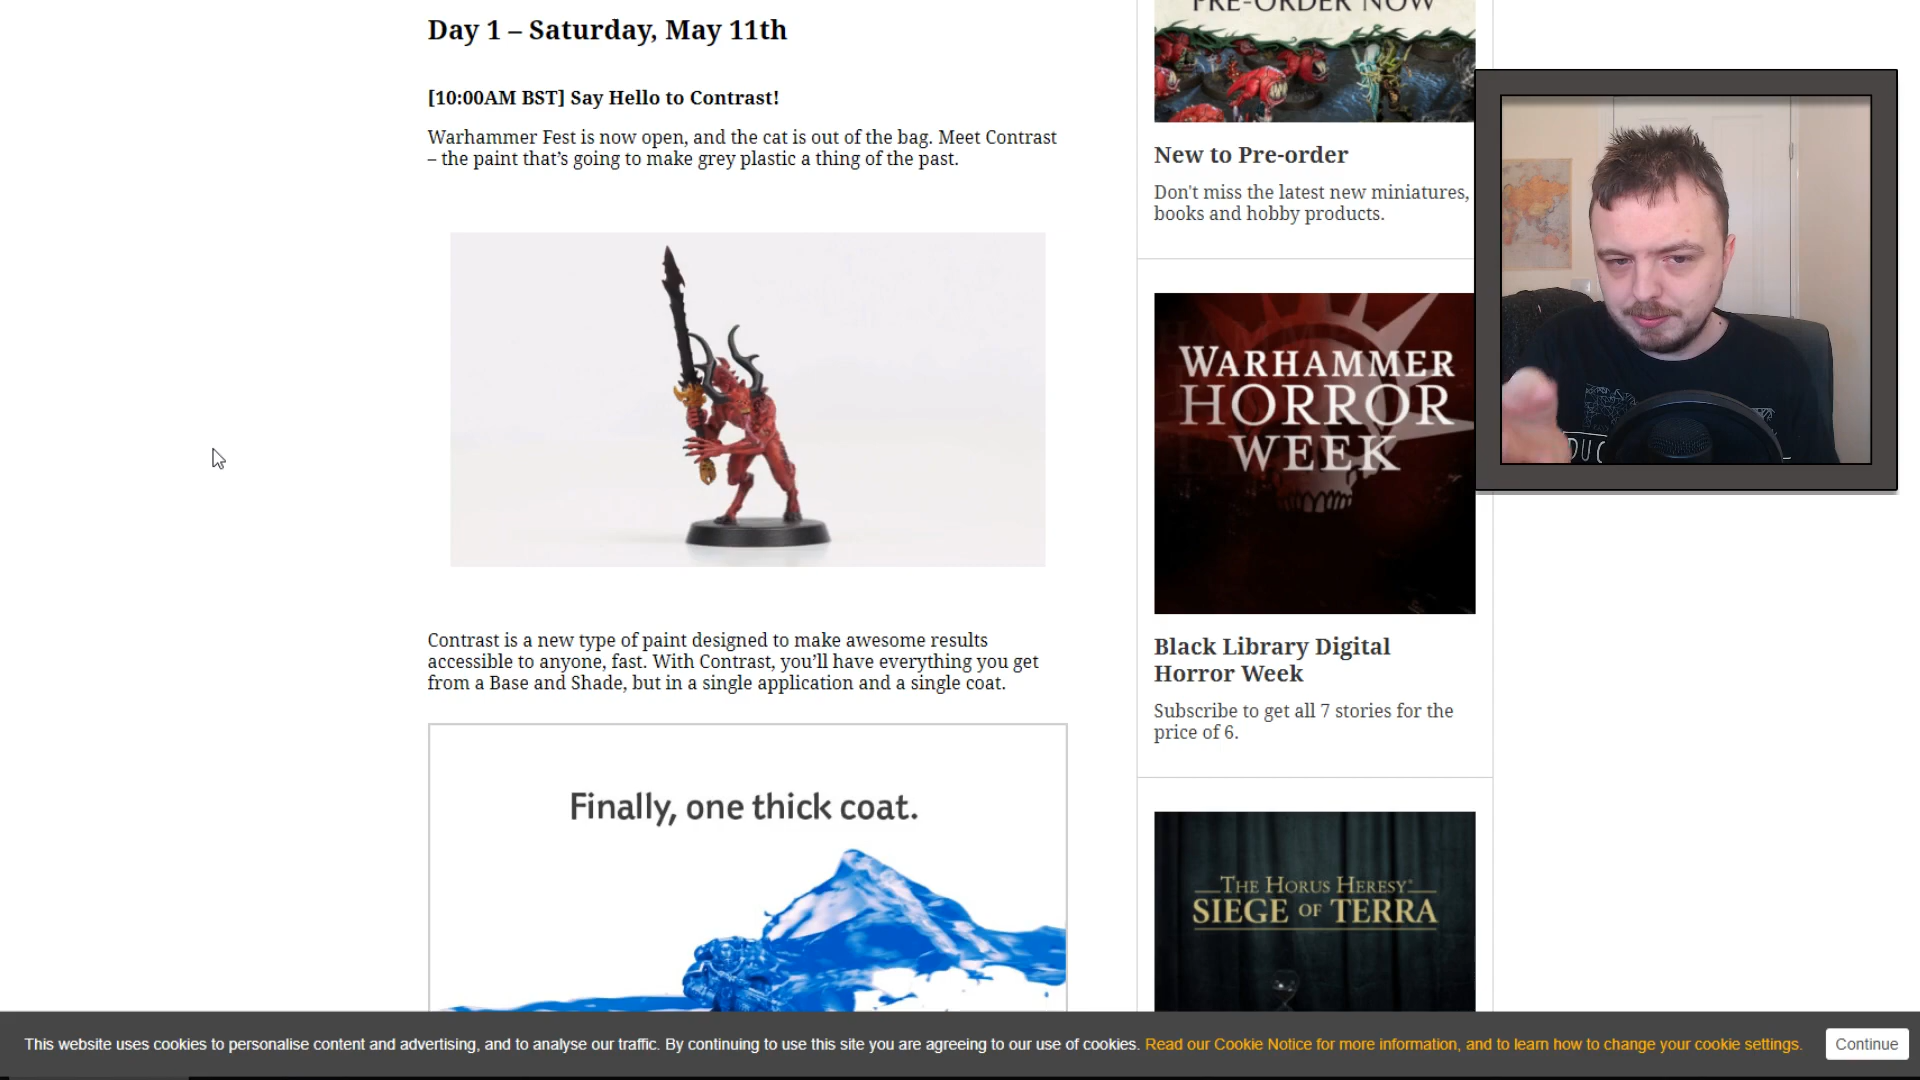 Day 1 – Saturday, May 11th
[10:00AM BST] Say Hello to Contrast!
Warhammer Fest is now open, and the cat is out of the bag. Meet Contrast
– the paint that’s going to make grey plastic a thing of the past.
Contrast is a new type of paint designed to make awesome results
accessible to anyone, fast. With Contrast, you’ll have everything you get
from a Base and Shade, but in a single application and a single coat.
Finally, one thick coat.
PRE-ORDER NOW
New to Pre-order
Don't miss the latest new miniatures,
books and hobby products.
WARHAMMER
HORROR
WEEK
Black Library Digital
Horror Week
Subscribe to get all 7 stories for the
price of 6.
THE HORUS HERESY
SIEGE OF TERRA
This website uses cookies to personalise content and advertising, and to analyse our traffic. By continuing to use this site you are agreeing to our use of cookies. Read our Cookie Notice for more information, and to learn how to change your cookie settings.
Continue